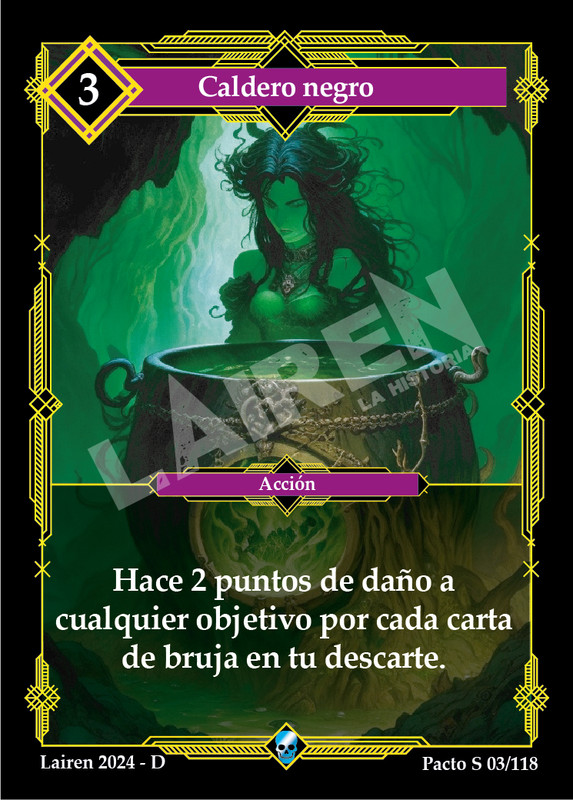 3
Caldero negro
LAIREN
LA HISTORIA
Acción
Hace 2 puntos de daño a
cualquier objetivo por cada carta
de bruja en tu descarte.
Lairen 2024 - D
Pacto S 03/118